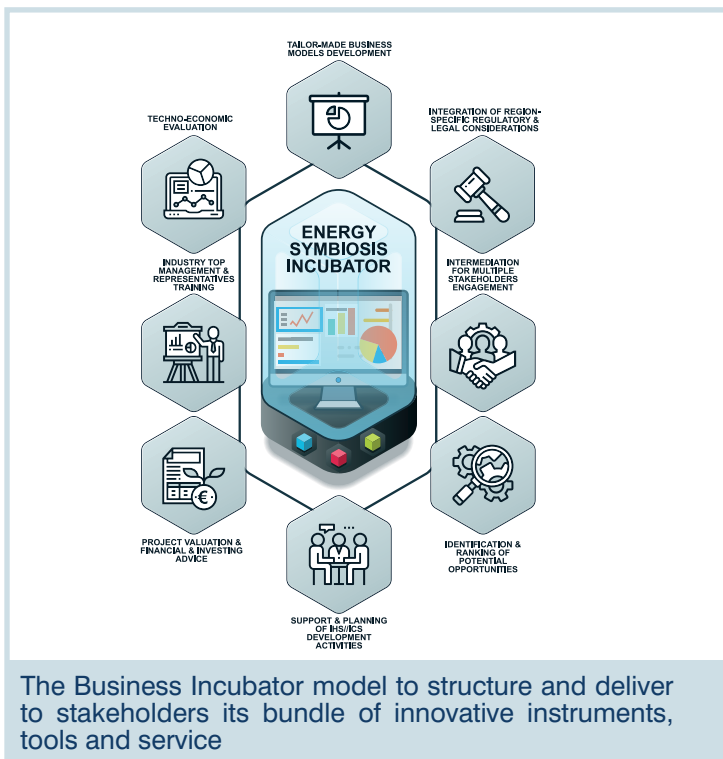 TAILOR-MADE BUSINESS
MODELS DEVELOPMENT
TECHNO-ECONOMIC
EVALUATION
INTEGRATION OF REGION-
SPECIFIC REGULATORY &
LEGAL CONSIDERATIONS
ENERGY
SYMBIOSIS
INCUBATOR
INDUSTRY TOP
MANAGEMENT &
REPRESENTATIVES
TRAINING
INTERMEDIATION
FOR MULTIPLE
STAKEHOLDERS
ENGAGEMENT
PROJECT VALUATION &
FINANCIAL & INVESTING
ADVICE
IDENTIFICATION &
RANKING OF
POTENTIAL
OPPORTUNITIES
SUPPORT & PLANNING
OF IHS//ICS
DEVELOPMENT
ACTIVITIES
The Business Incubator model to structure and deliver
to stakeholders its bundle of innovative instruments,
tools and service